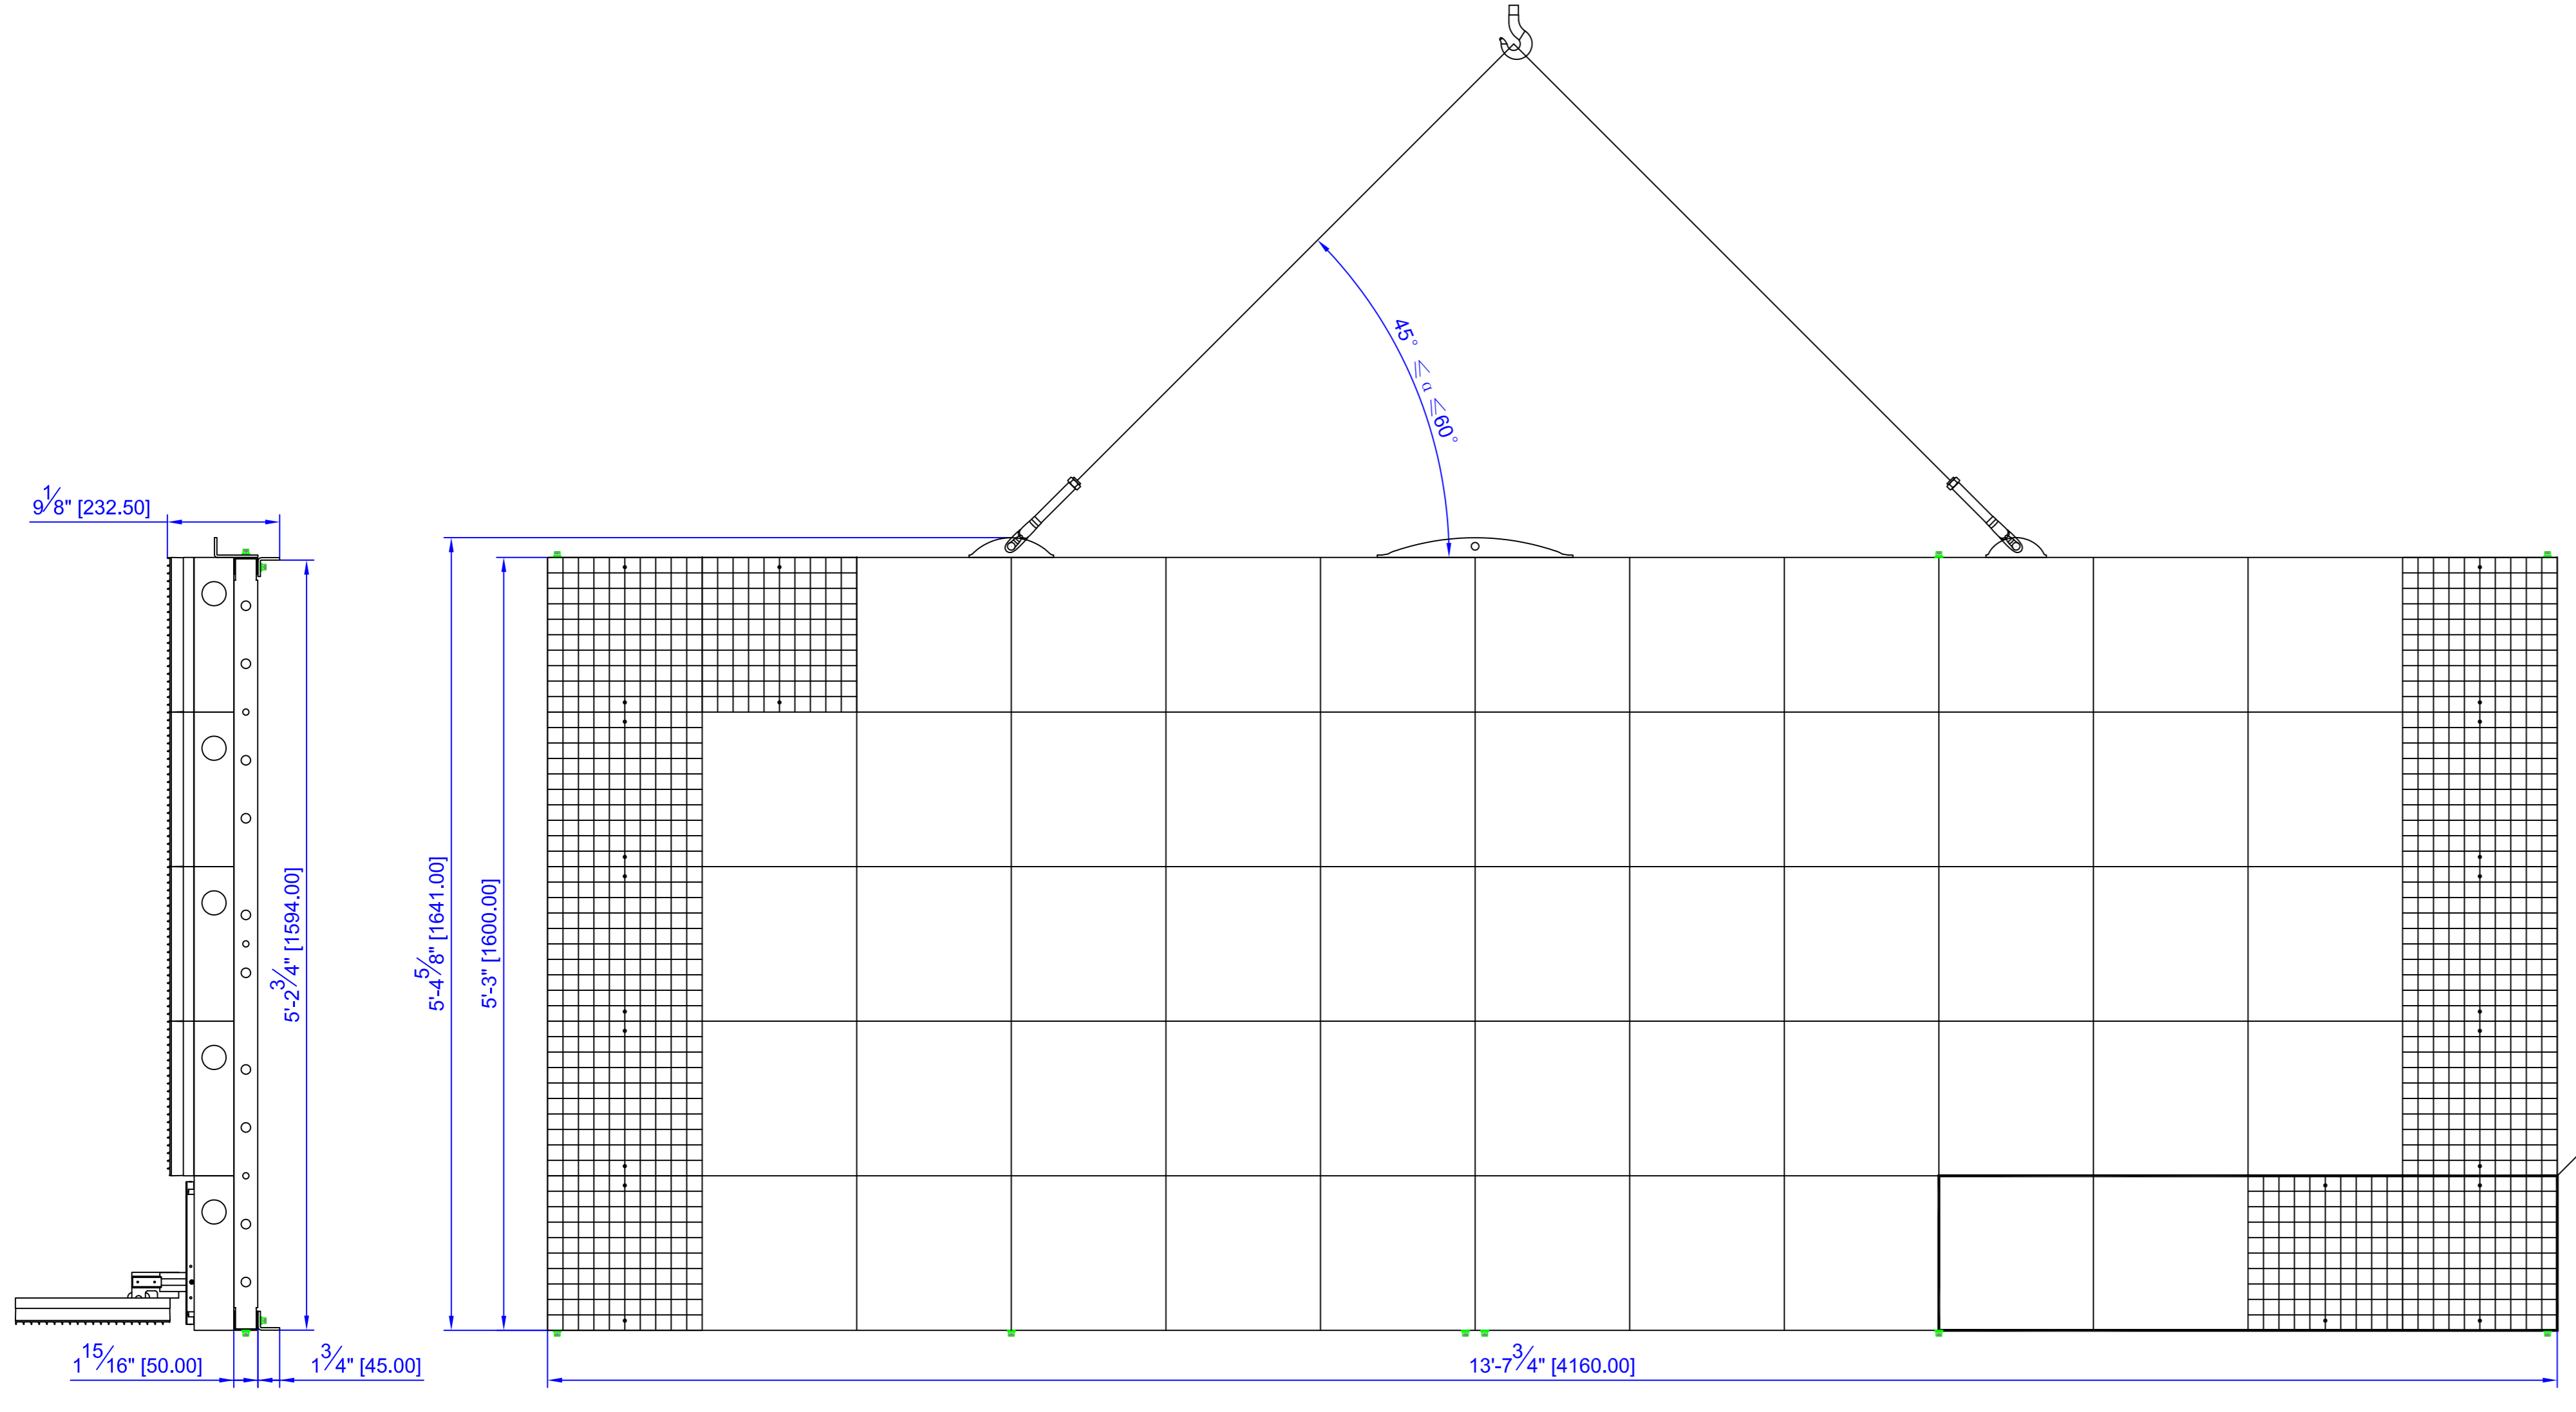 45° ≤ α ≤60°
9 1/8" [232.50]
5'-2 3/4" [1594.00]
5'-4 5/8" [1641.00]
5'-3" [1600.00]
1 15/16" [50.00]
1 3/4" [45.00]
13'-7 3/4" [4160.00]